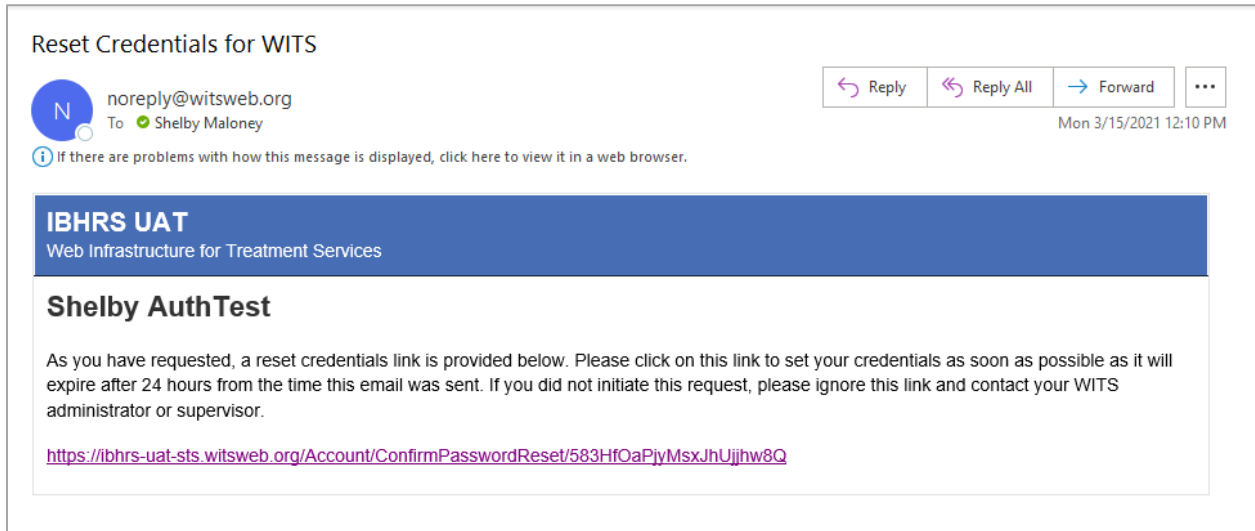 Reset Credentials for WITS
N
noreply@witsweb.org
To Shelby Maloney
Reply
Reply All
Forward
...
Mon 3/15/2021 12:10 PM
If there are problems with how this message is displayed, click here to view it in a web browser.
IBHRS UAT
Web Infrastructure for Treatment Services
Shelby AuthTest
As you have requested, a reset credentials link is provided below. Please click on this link to set your credentials as soon as possible as it will
expire after 24 hours from the time this email was sent. If you did not initiate this request, please ignore this link and contact your WITS
administrator or supervisor.
https://ibhrs-uat-sts.witsweb.org/Account/ConfirmPasswordReset/583HfOaPjyMsxJhUjjhw8Q